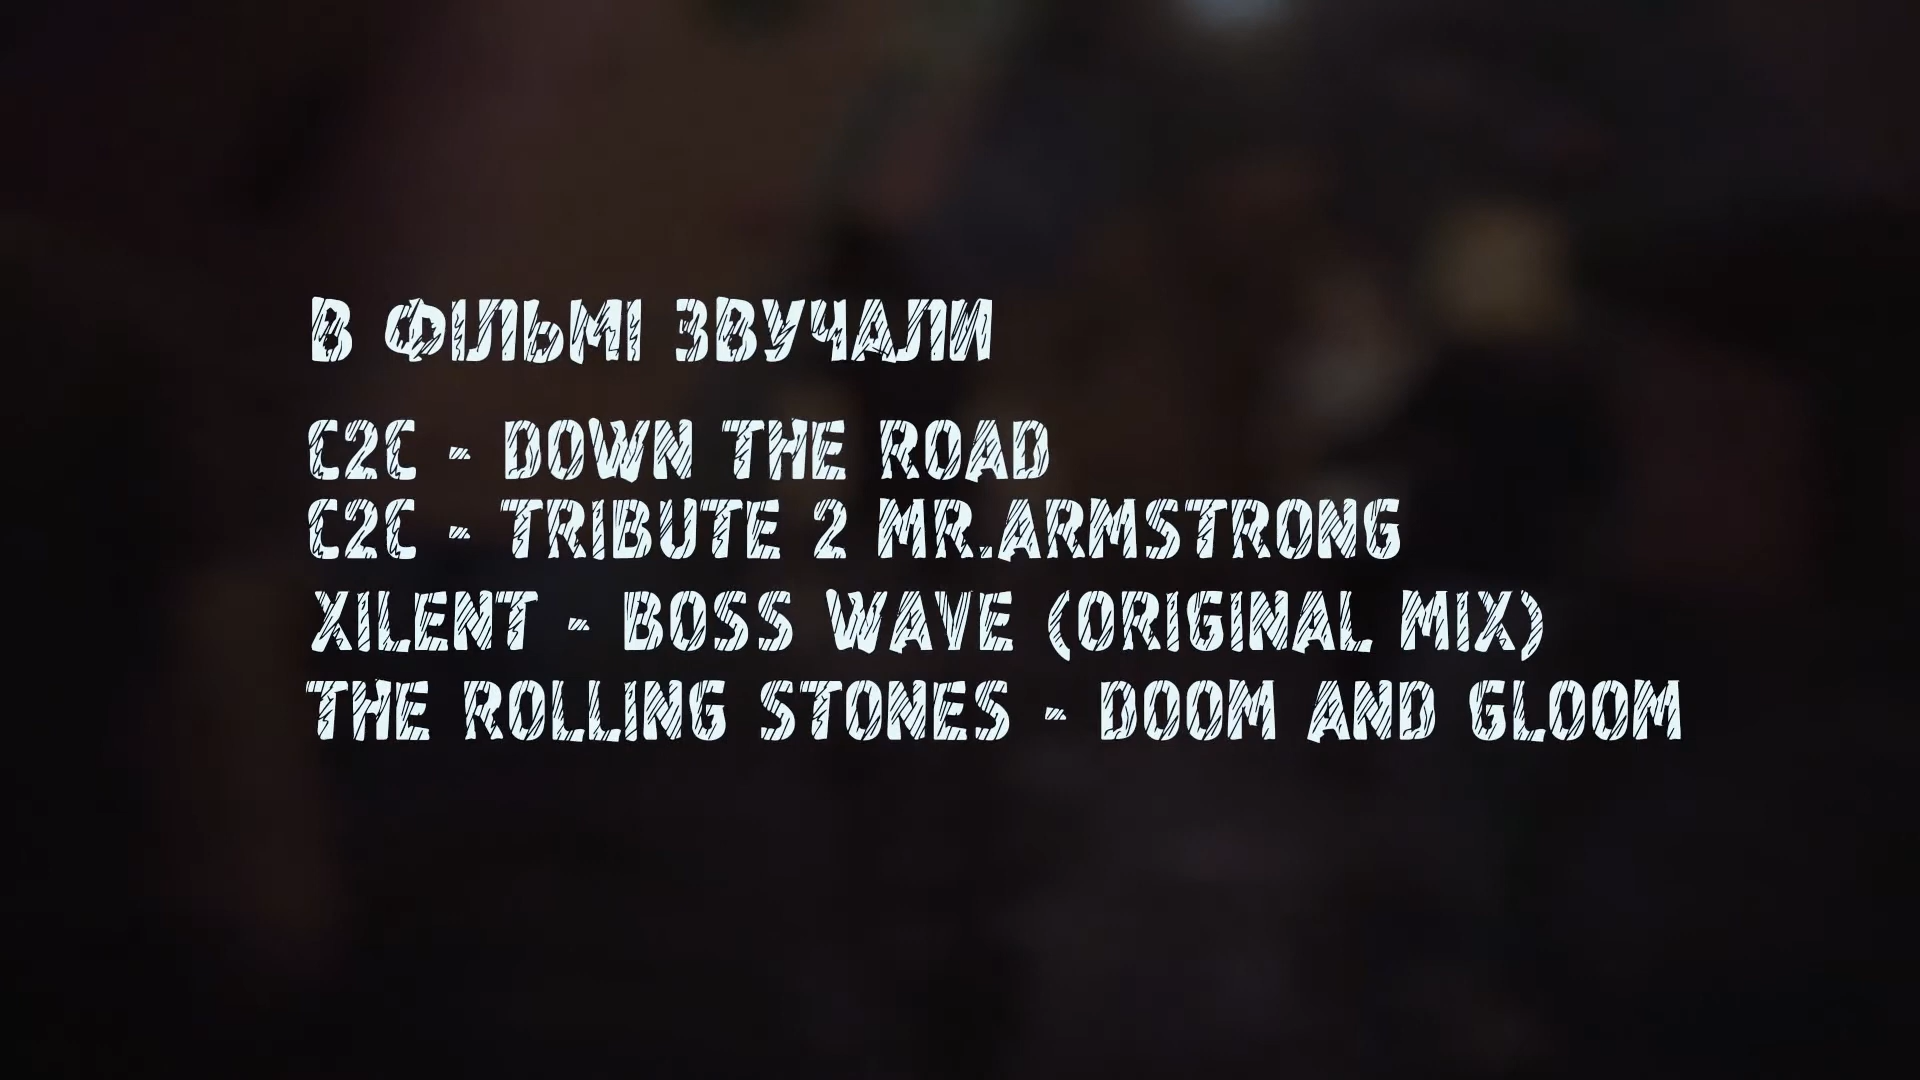 В ФІЛЬМІ ЗВУЧАЛИ
C2C - DOWN THE ROAD
C2C - TRIBUTE 2 MR.ARMSTRONG
XILENT - BOSS WAVE (ORIGINAL MIX)
THE ROLLING STONES - DOOM AND GLOOM